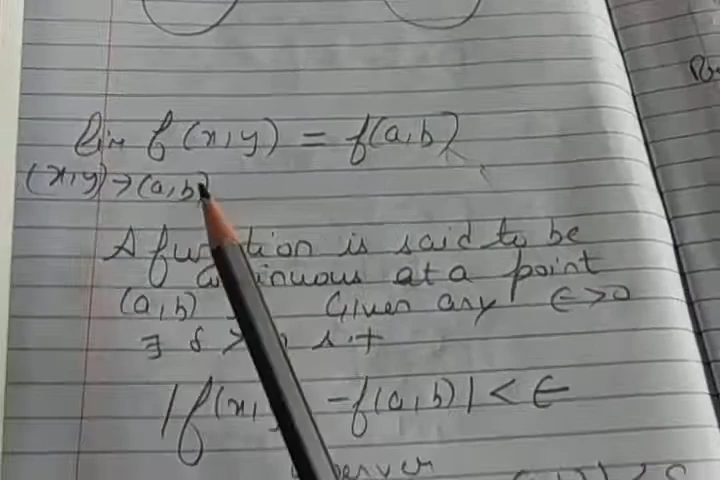 lim f(x,y) = f(a,b)
(x,y)→(a,b)
A function is said to be
continuous at a point
(a,b) Given any ∈>0
∃ δ > s.t
|f(x, -f(a,b)| < ∈